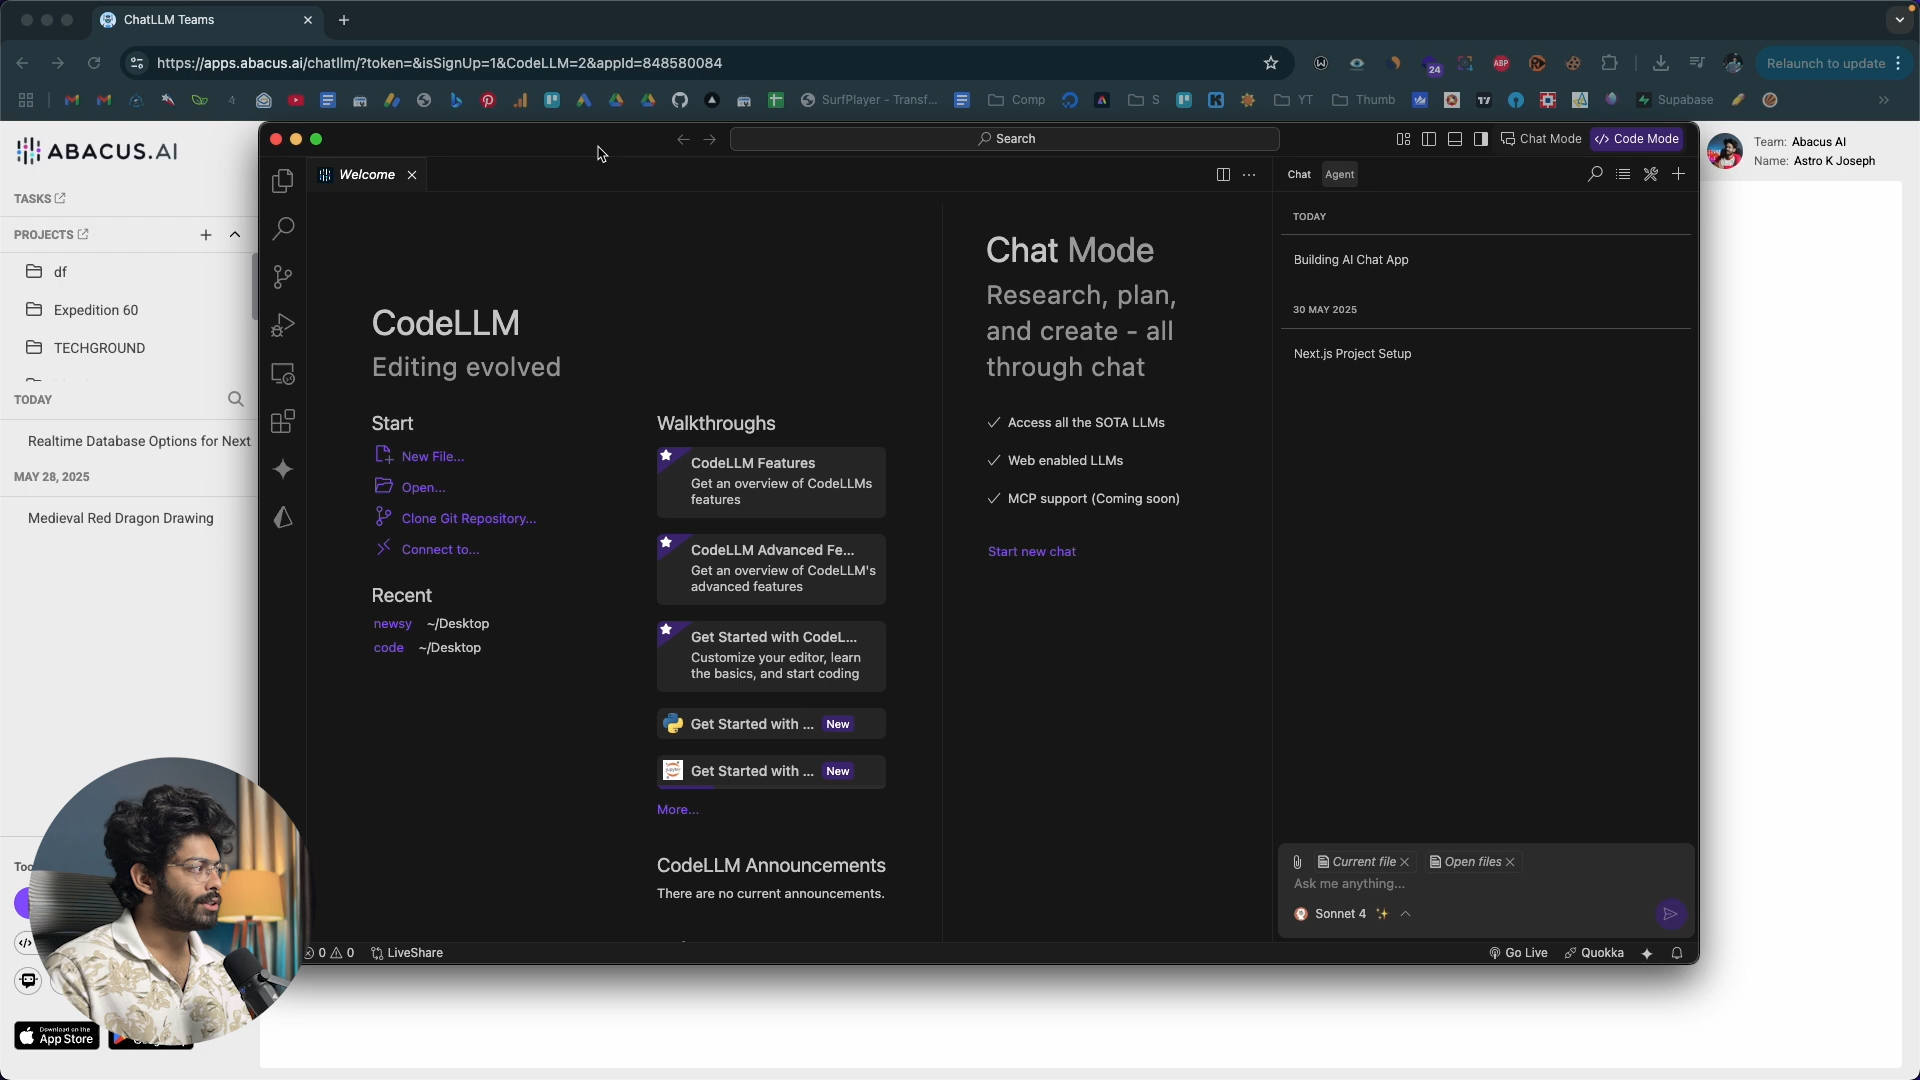 ChatLLM Teams
https://apps.abacus.ai/chatllm/?token=&isSignUp=1&CodeLLM=2&appId=848580084
24
ABP
Relaunch to update
SurfPlayer - Transf...
Comp
S
YT
Thumb
Supabase
ABACUS.AI
TASKS
PROJECTS
df
Expedition 60
TECHGROUND
TODAY
Realtime Database Options for Next
MAY 28, 2025
Medieval Red Dragon Drawing
Download on the
App Store
Search
Chat Mode
Code Mode
Team: Abacus AI
Name: Astro K Joseph
Welcome
CodeLLM
Editing evolved
Start
New File...
Open...
Clone Git Repository...
Connect to...
Recent
newsy ~/Desktop
code ~/Desktop
Walkthroughs
CodeLLM Features
Get an overview of CodeLLMs
features
CodeLLM Advanced Fe...
Get an overview of CodeLLM's
advanced features
Get Started with CodeL...
Customize your editor, learn
the basics, and start coding
Get Started with ... New
Get Started with ... New
More...
CodeLLM Announcements
There are no current announcements.
Chat Mode
Research, plan,
and create - all
through chat
Access all the SOTA LLMs
Web enabled LLMs
MCP support (Coming soon)
Start new chat
Chat
Agent
TODAY
Building AI Chat App
30 MAY 2025
Next.js Project Setup
Current file
Open files
Ask me anything...
Sonnet 4
0
0
LiveShare
Go Live
Quokka